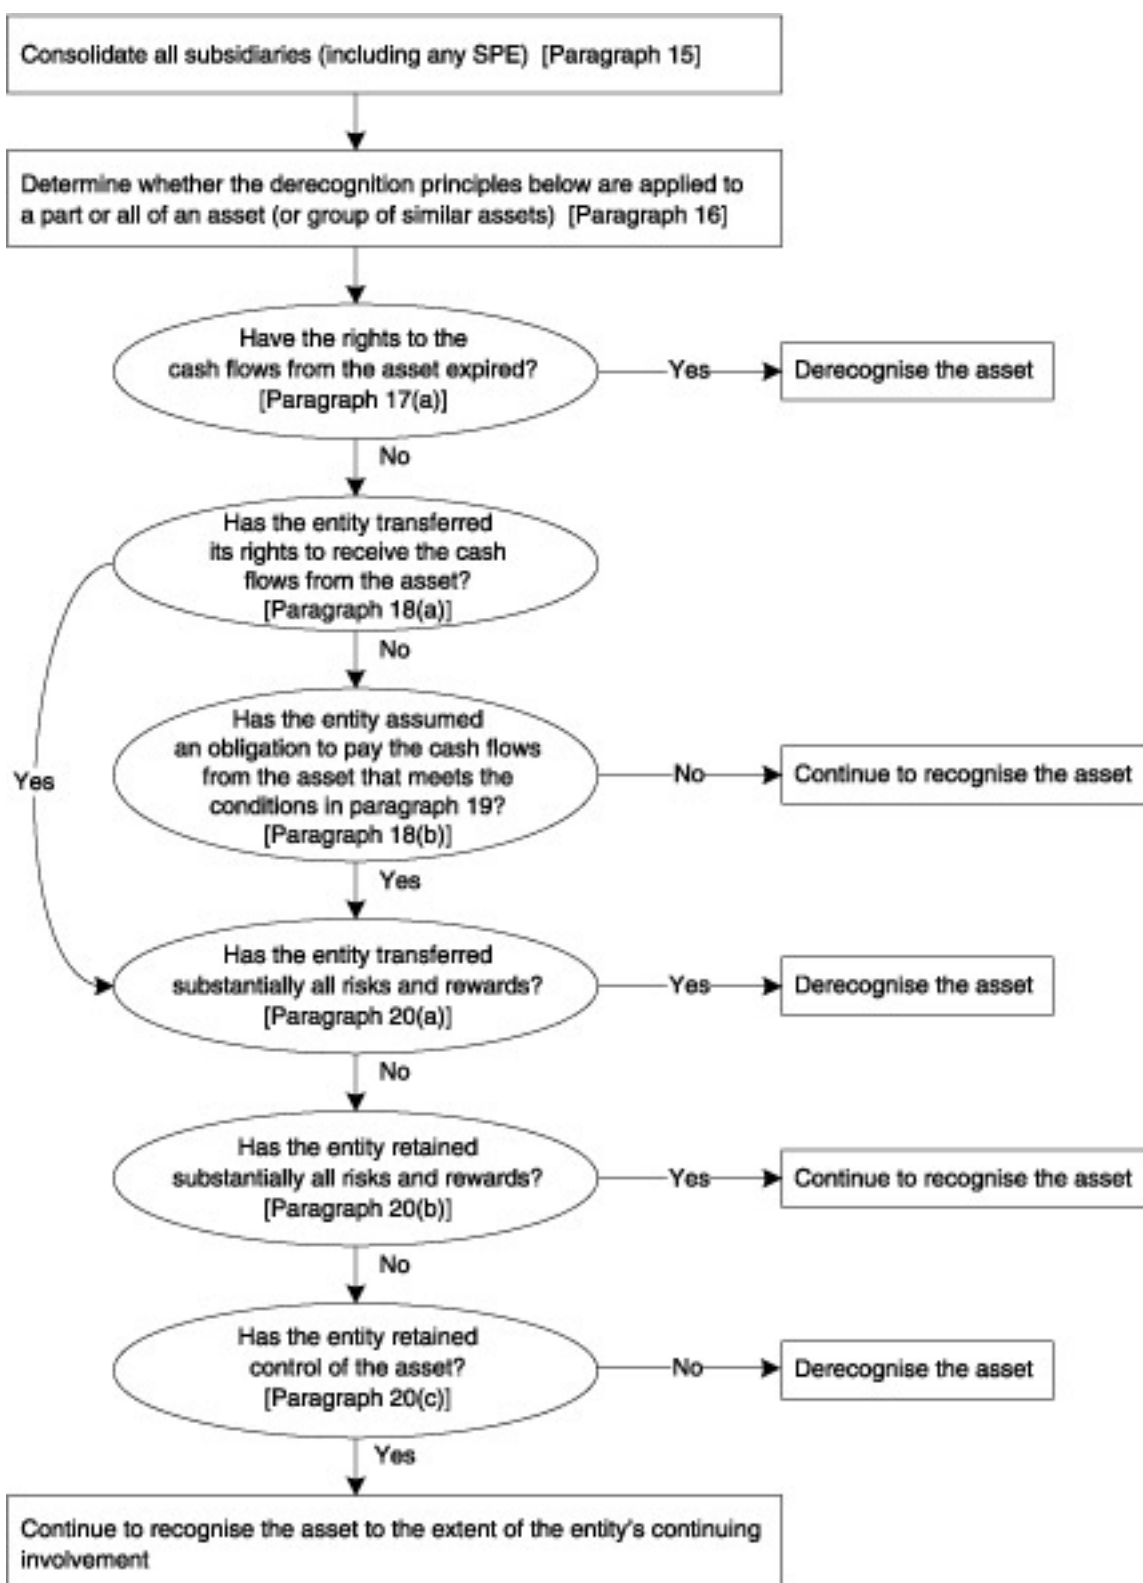 Consolidate all subsidiaries (including any SPE) [Paragraph 15]
Determine whether the derecognition principles below are applied to
a part or all of an asset (or group of similar assets) [Paragraph 16]
Have the rights to the
cash flows from the asset expired?
[Paragraph 17(a)]
Yes
Derecognise the asset
No
Has the entity transferred
its rights to receive the cash
flows from the asset?
[Paragraph 18(a)]
Yes
No
Has the entity assumed
an obligation to pay the cash flows
from the asset that meets the
conditions in paragraph 19?
[Paragraph 18(b)]
No
Continue to recognise the asset
Yes
Has the entity transferred
substantially all risks and rewards?
[Paragraph 20(a)]
Yes
Derecognise the asset
No
Has the entity retained
substantially all risks and rewards?
[Paragraph 20(b)]
Yes
Continue to recognise the asset
No
Has the entity retained
control of the asset?
[Paragraph 20(c)]
No
Derecognise the asset
Yes
Continue to recognise the asset to the extent of the entity's continuing
involvement